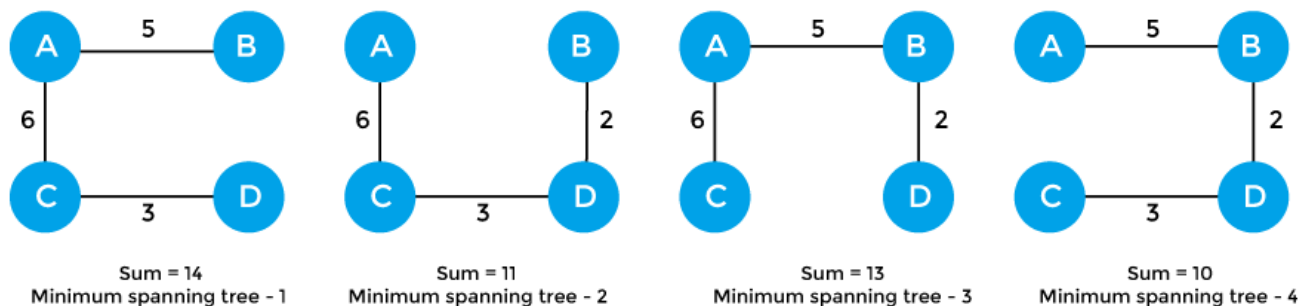 A 5 B
6
C 3 D
Sum = 14
Minimum spanning tree - 1
A B
6 2
C 3 D
Sum = 11
Minimum spanning tree - 2
A 5 B
6 2
C D
Sum = 13
Minimum spanning tree - 3
A 5 B
2
C 3 D
Sum = 10
Minimum spanning tree - 4